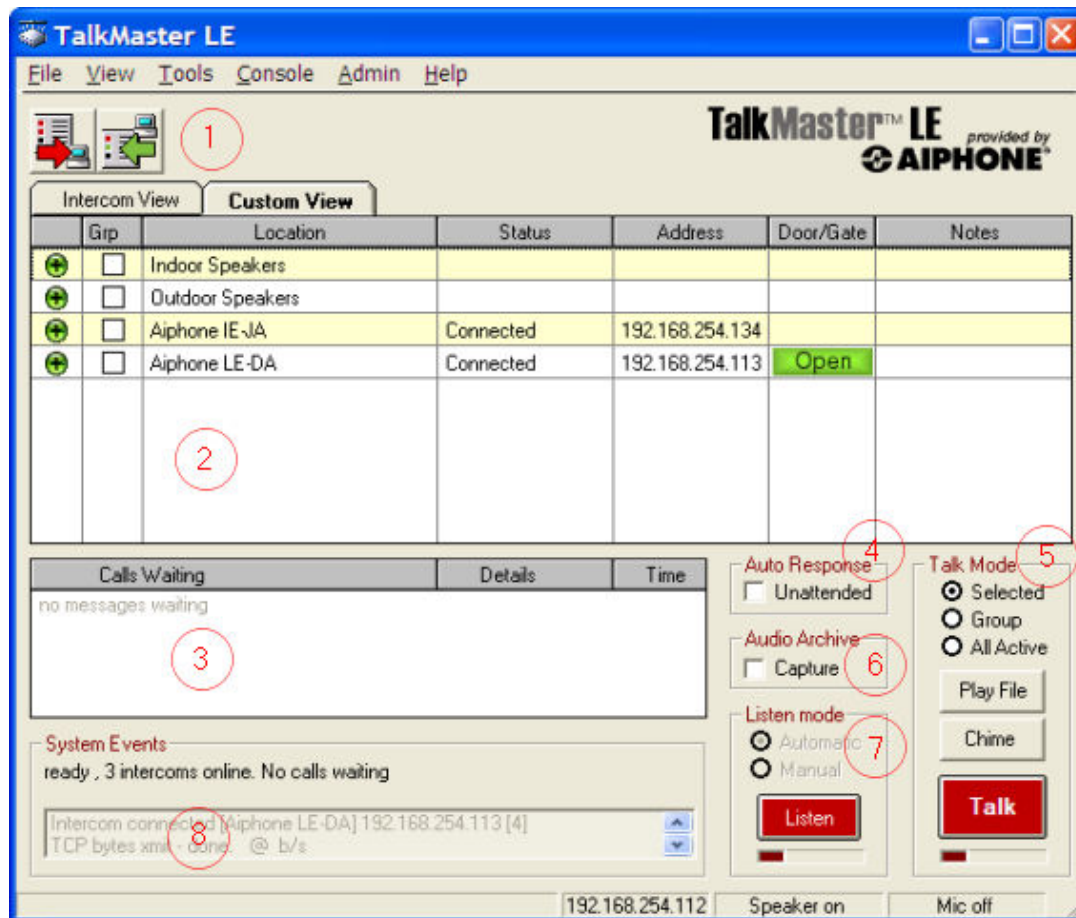 TalkMaster LE
File View Tools Console Admin Help
1
TalkMaster™ LE
provided by
AIPHONE®
Intercom View Custom View
Grp Location Status Address Door/Gate Notes
Indoor Speakers
Outdoor Speakers
Aiphone IE-JA Connected 192.168.254.134
Aiphone LE-DA Connected 192.168.254.113 Open
2
Calls Waiting Details Time
no messages waiting
3
Auto Response 4
Unattended
Audio Archive
Capture 6
Listen mode
Automatic 7
Manual
Listen
Talk Mode 5
Selected
Group
All Active
Play File
Chime
Talk
System Events
ready , 3 intercoms online. No calls waiting
Intercom connected [Aiphone LE-DA] 192.168.254.113 [4]
TCP bytes xmit - done. @ b/s
8
192.168.254.112 Speaker on Mic off